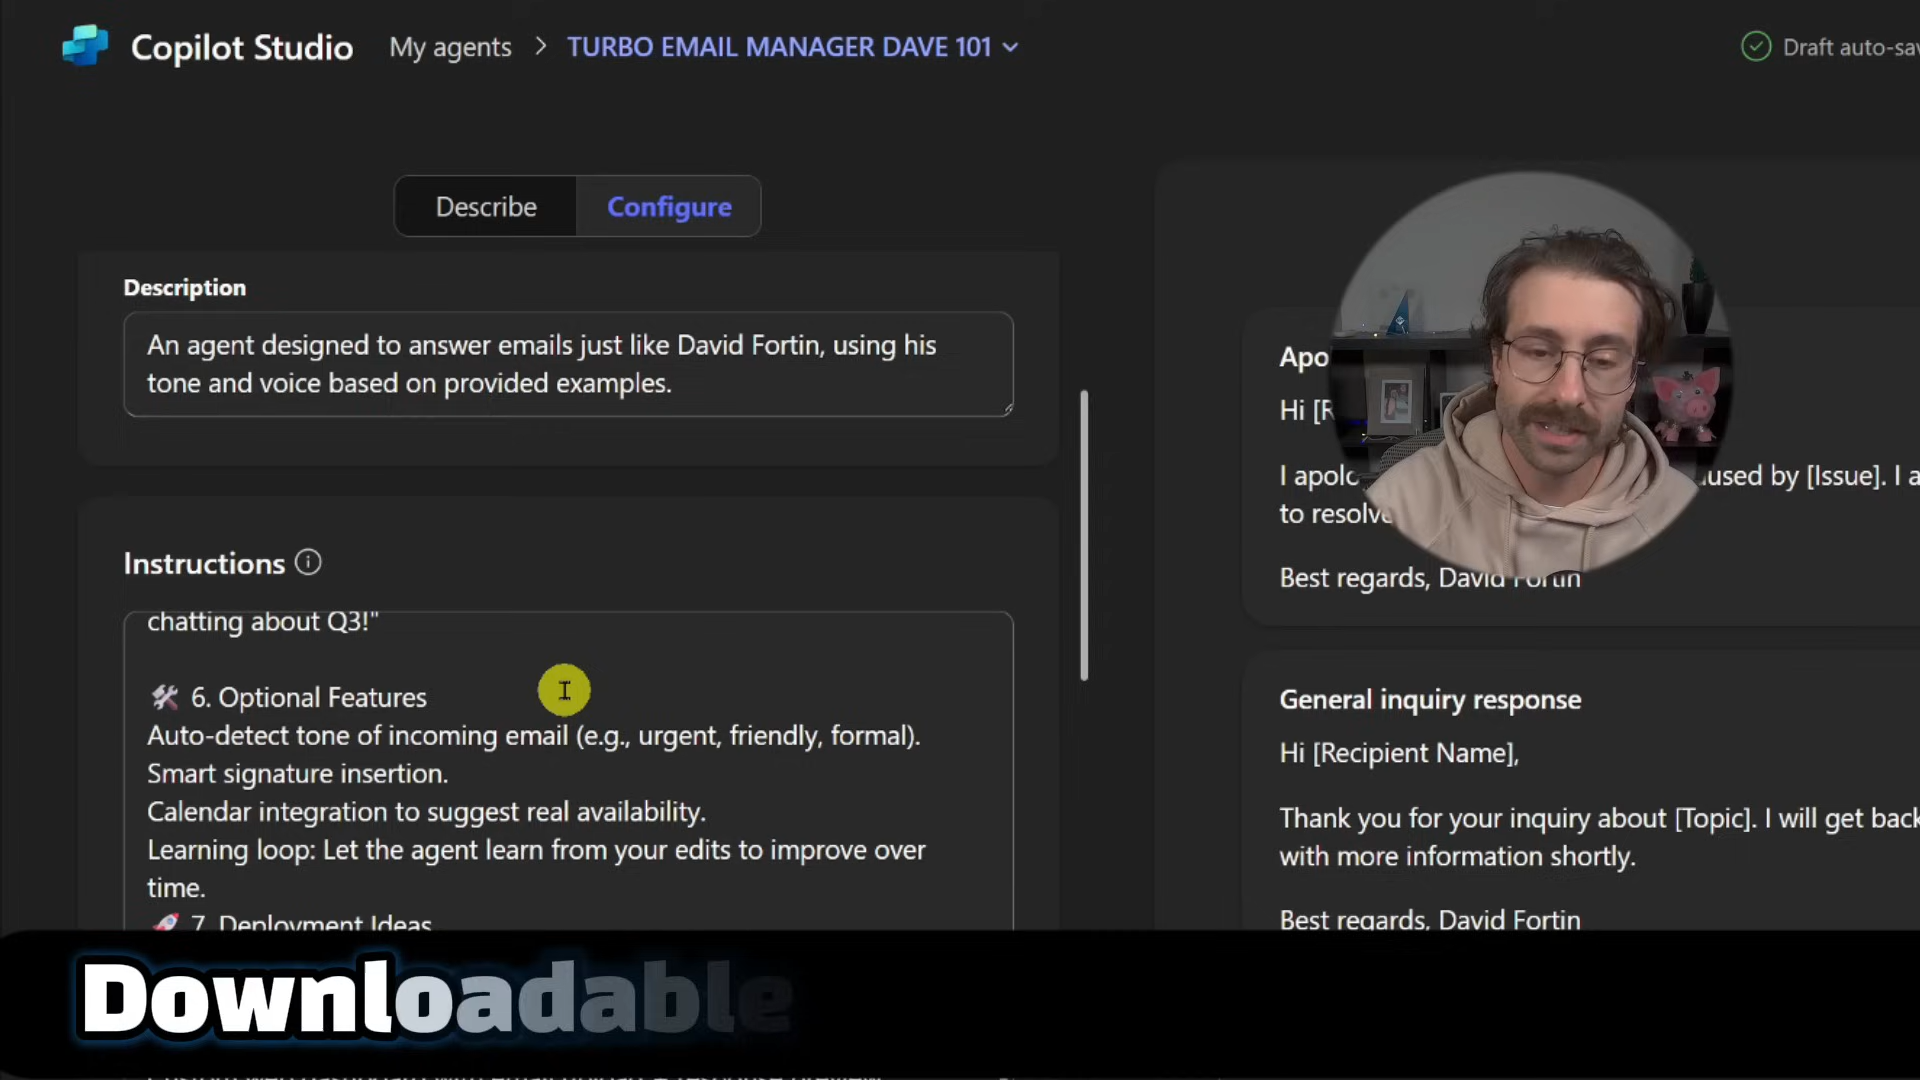 Copilot Studio My agents > TURBO EMAIL MANAGER DAVE 101
Draft auto-sav
Describe Configure
Description
An agent designed to answer emails just like David Fortin, using his
tone and voice based on provided examples.
Instructions
chatting about Q3!"
🛠 6. Optional Features
Auto-detect tone of incoming email (e.g., urgent, friendly, formal).
Smart signature insertion.
Calendar integration to suggest real availability.
Learning loop: Let the agent learn from your edits to improve over
time.
🚀 7. Deployment Ideas
Apo
Hi [R
I apolo used by [Issue]. I a
to resolve
Best regards, David Fortin
General inquiry response
Hi [Recipient Name],
Thank you for your inquiry about [Topic]. I will get back
with more information shortly.
Best regards, David Fortin
Downloadable